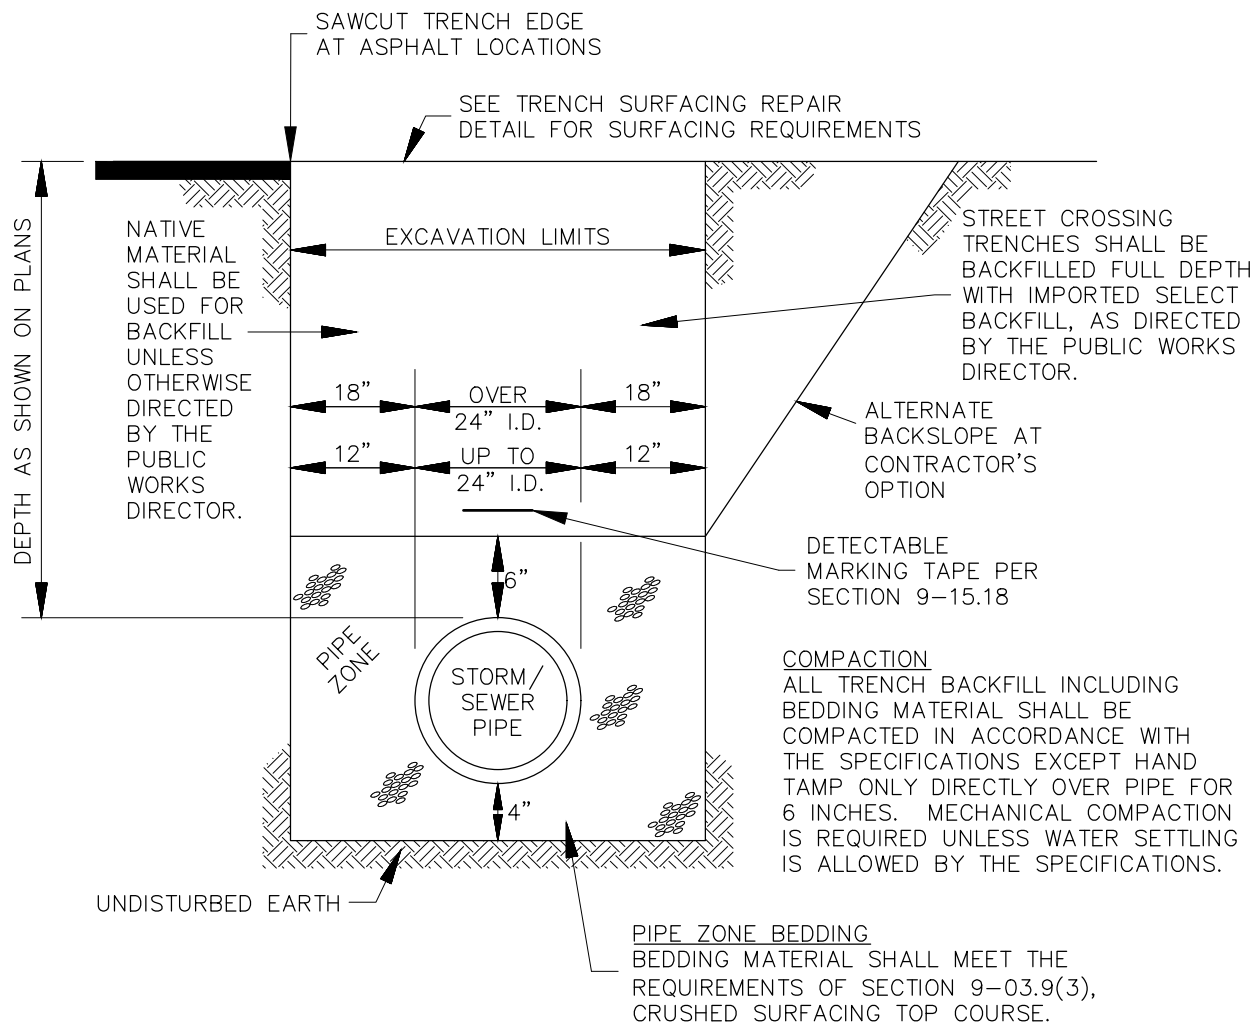 SAWCUT TRENCH EDGE
AT ASPHALT LOCATIONS
SEE TRENCH SURFACING REPAIR
DETAIL FOR SURFACING REQUIREMENTS
DEPTH AS SHOWN ON PLANS
NATIVE
MATERIAL
SHALL BE
USED FOR
BACKFILL
UNLESS
OTHERWISE
DIRECTED
BY THE
PUBLIC
WORKS
DIRECTOR.
EXCAVATION LIMITS
STREET CROSSING
TRENCHES SHALL BE
BACKFILLED FULL DEPTH
WITH IMPORTED SELECT
BACKFILL, AS DIRECTED
BY THE PUBLIC WORKS
DIRECTOR.
18” OVER 18”
24” I.D.
12” UP TO 12”
24” I.D.
ALTERNATE
BACKSLOPE AT
CONTRACTOR'S
OPTION
DETECTABLE
MARKING TAPE PER
SECTION 9–15.18
6”
PIPE
ZONE
STORM/
SEWER
PIPE
4”
COMPACTION
ALL TRENCH BACKFILL INCLUDING
BEDDING MATERIAL SHALL BE
COMPACTED IN ACCORDANCE WITH
THE SPECIFICATIONS EXCEPT HAND
TAMP ONLY DIRECTLY OVER PIPE FOR
6 INCHES. MECHANICAL COMPACTION
IS REQUIRED UNLESS WATER SETTLING
IS ALLOWED BY THE SPECIFICATIONS.
UNDISTURBED EARTH
PIPE ZONE BEDDING
BEDDING MATERIAL SHALL MEET THE
REQUIREMENTS OF SECTION 9–03.9(3),
CRUSHED SURFACING TOP COURSE.